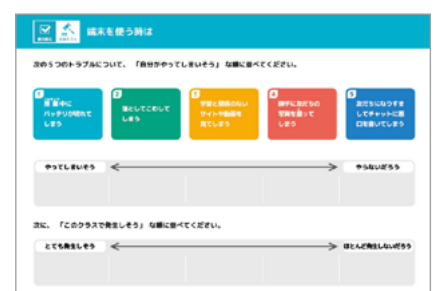 端末を使う時は
次の5つのトラブルについて、「自分がやってしまいそう」な順に並べてください。
1
授業中に
バッテリが切れて
しまう
2
落としてこわして
しまう
3
学習と関係のない
サイトや動画を
見てしまう
4
勝手に友だちの
写真を撮って
しまう
5
友だちになりすま
してチャットに悪
口を書いてしまう
やってしまいそう
やらないだろう
次に、「このクラスで発生しそう」な順に並べてください。
とても発生しそう
ほとんど発生しないだろう